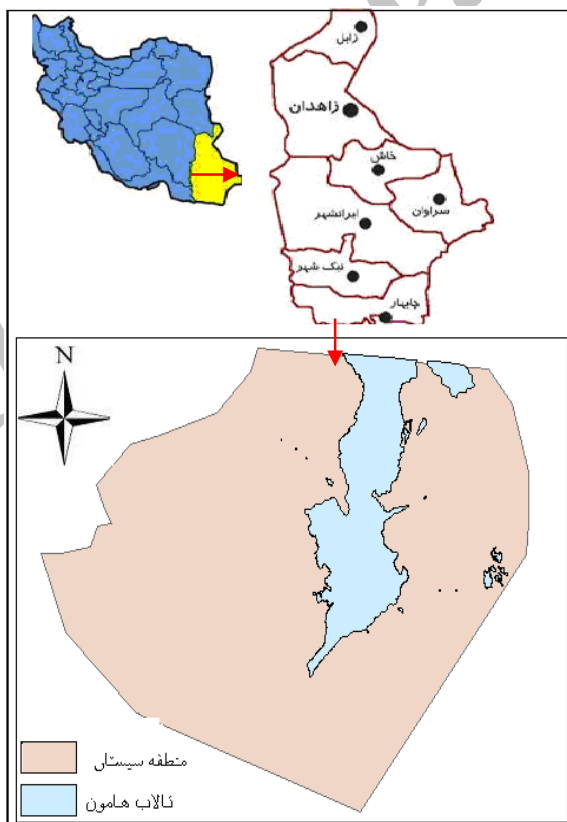 زابل
زاهدان
خاش
سراوان
ایرانشهر
نیک شهر
چابهار
N
منطقه سیستان
تالاب هامون